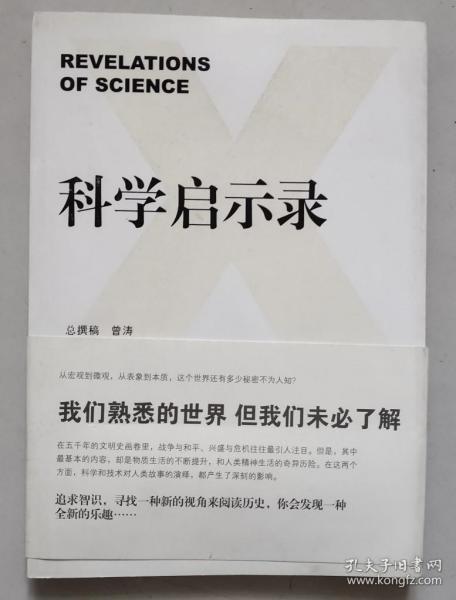 REVELATIONS
OF SCIENCE
科学启示录
总撰稿 曾涛
从宏观到微观，从表象到本质，这个世界还有多少秘密不为人知？
我们熟悉的世界 但我们未必了解
在五千年的文明史画卷里，战争与和平、兴盛与危机往往最引人注目。但是，其中
最基本的内容，却是物质生活的不断提升，和人类精神生活的奇异历险。在这两个
方面，科学和技术对人类故事的演绎，都产生了深刻的影响。
追求智识，寻找一种新的视角来阅读历史，你会发现一种
全新的乐趣……
孔夫子旧书网
www.kongfz.com